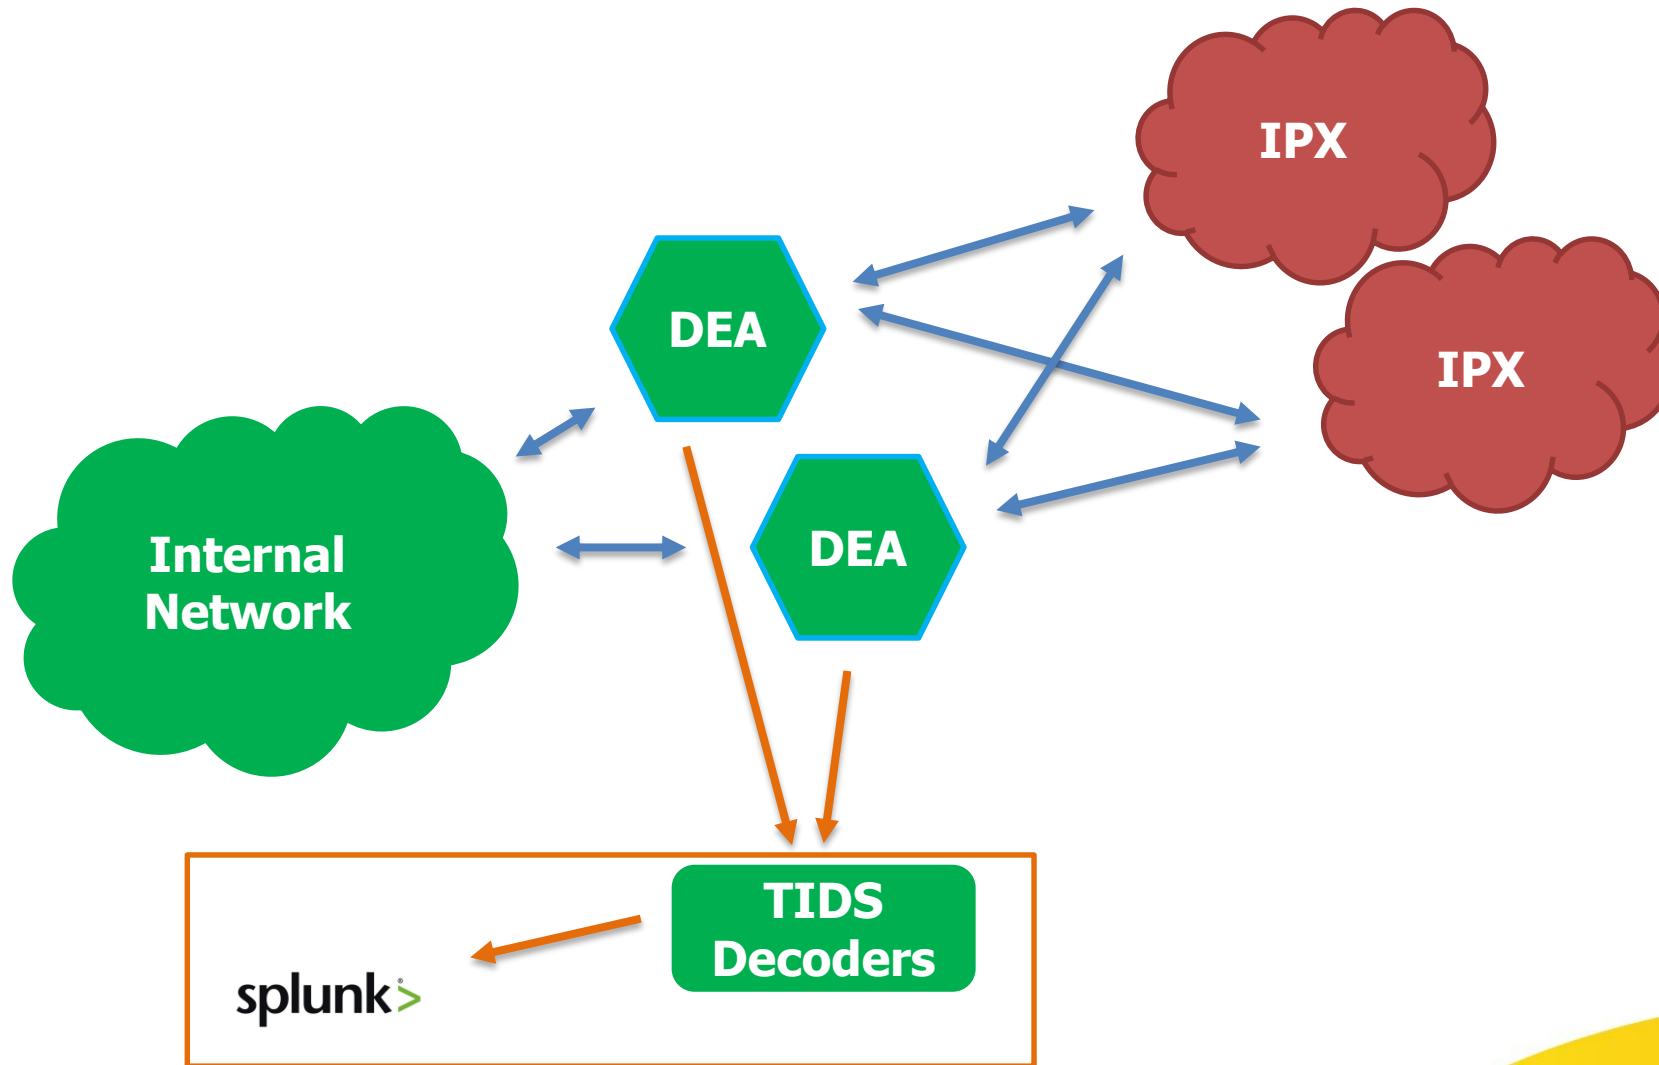 IPX
IPX
DEA
DEA
Internal
Network
TIDS
Decoders
splunk>